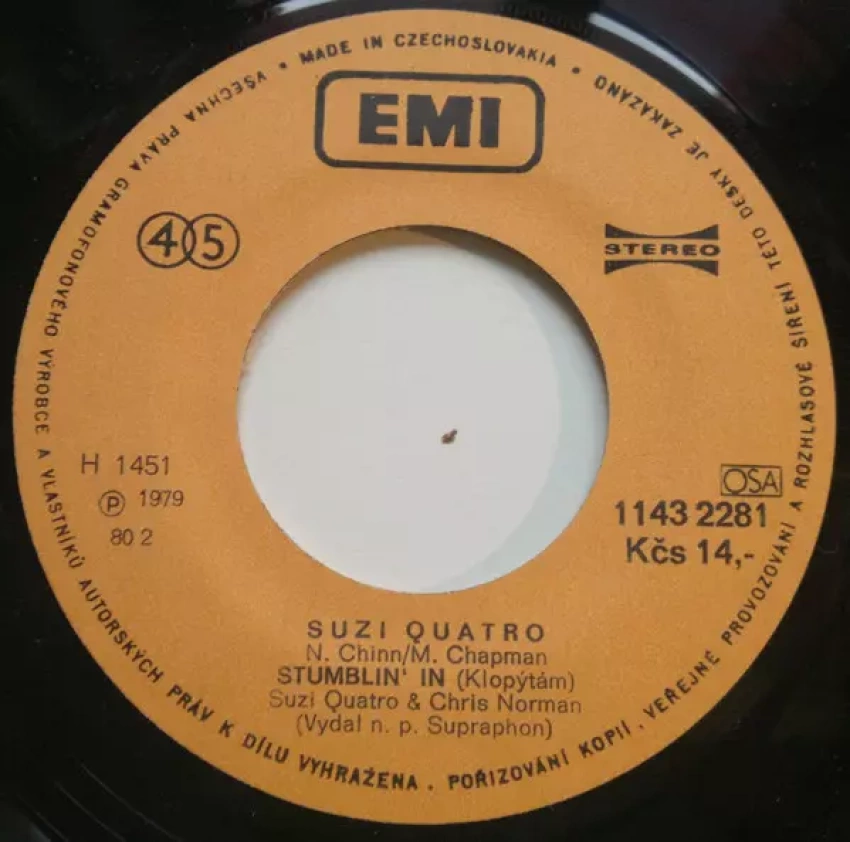 VŠECHNA PRÁVA GRAMOFONOVÉHO VÝROBCE A VLASTNÍKŮ AUTORSKÝCH PRÁV K DÍLU VYHRAŽENA . POŘIZOVÁNÍ KOPIÍ, VEŘEJNÉ PROVOZOVÁNÍ A ROZHLASOVÉ ŠÍŘENÍ TÉTO DESKY JE ZAKÁZÁNO
• MADE IN CZECHOSLOVAKIA •
EMI
45
STEREO
H 1451
Ⓟ 1979
80 2
OSA
1143 2281
Kčs 14,-
SUZI QUATRO
N. Chinn/M. Chapman
STUMBLIN' IN (Klopýtám)
Suzi Quatro & Chris Norman
(Vydal n. p. Supraphon)